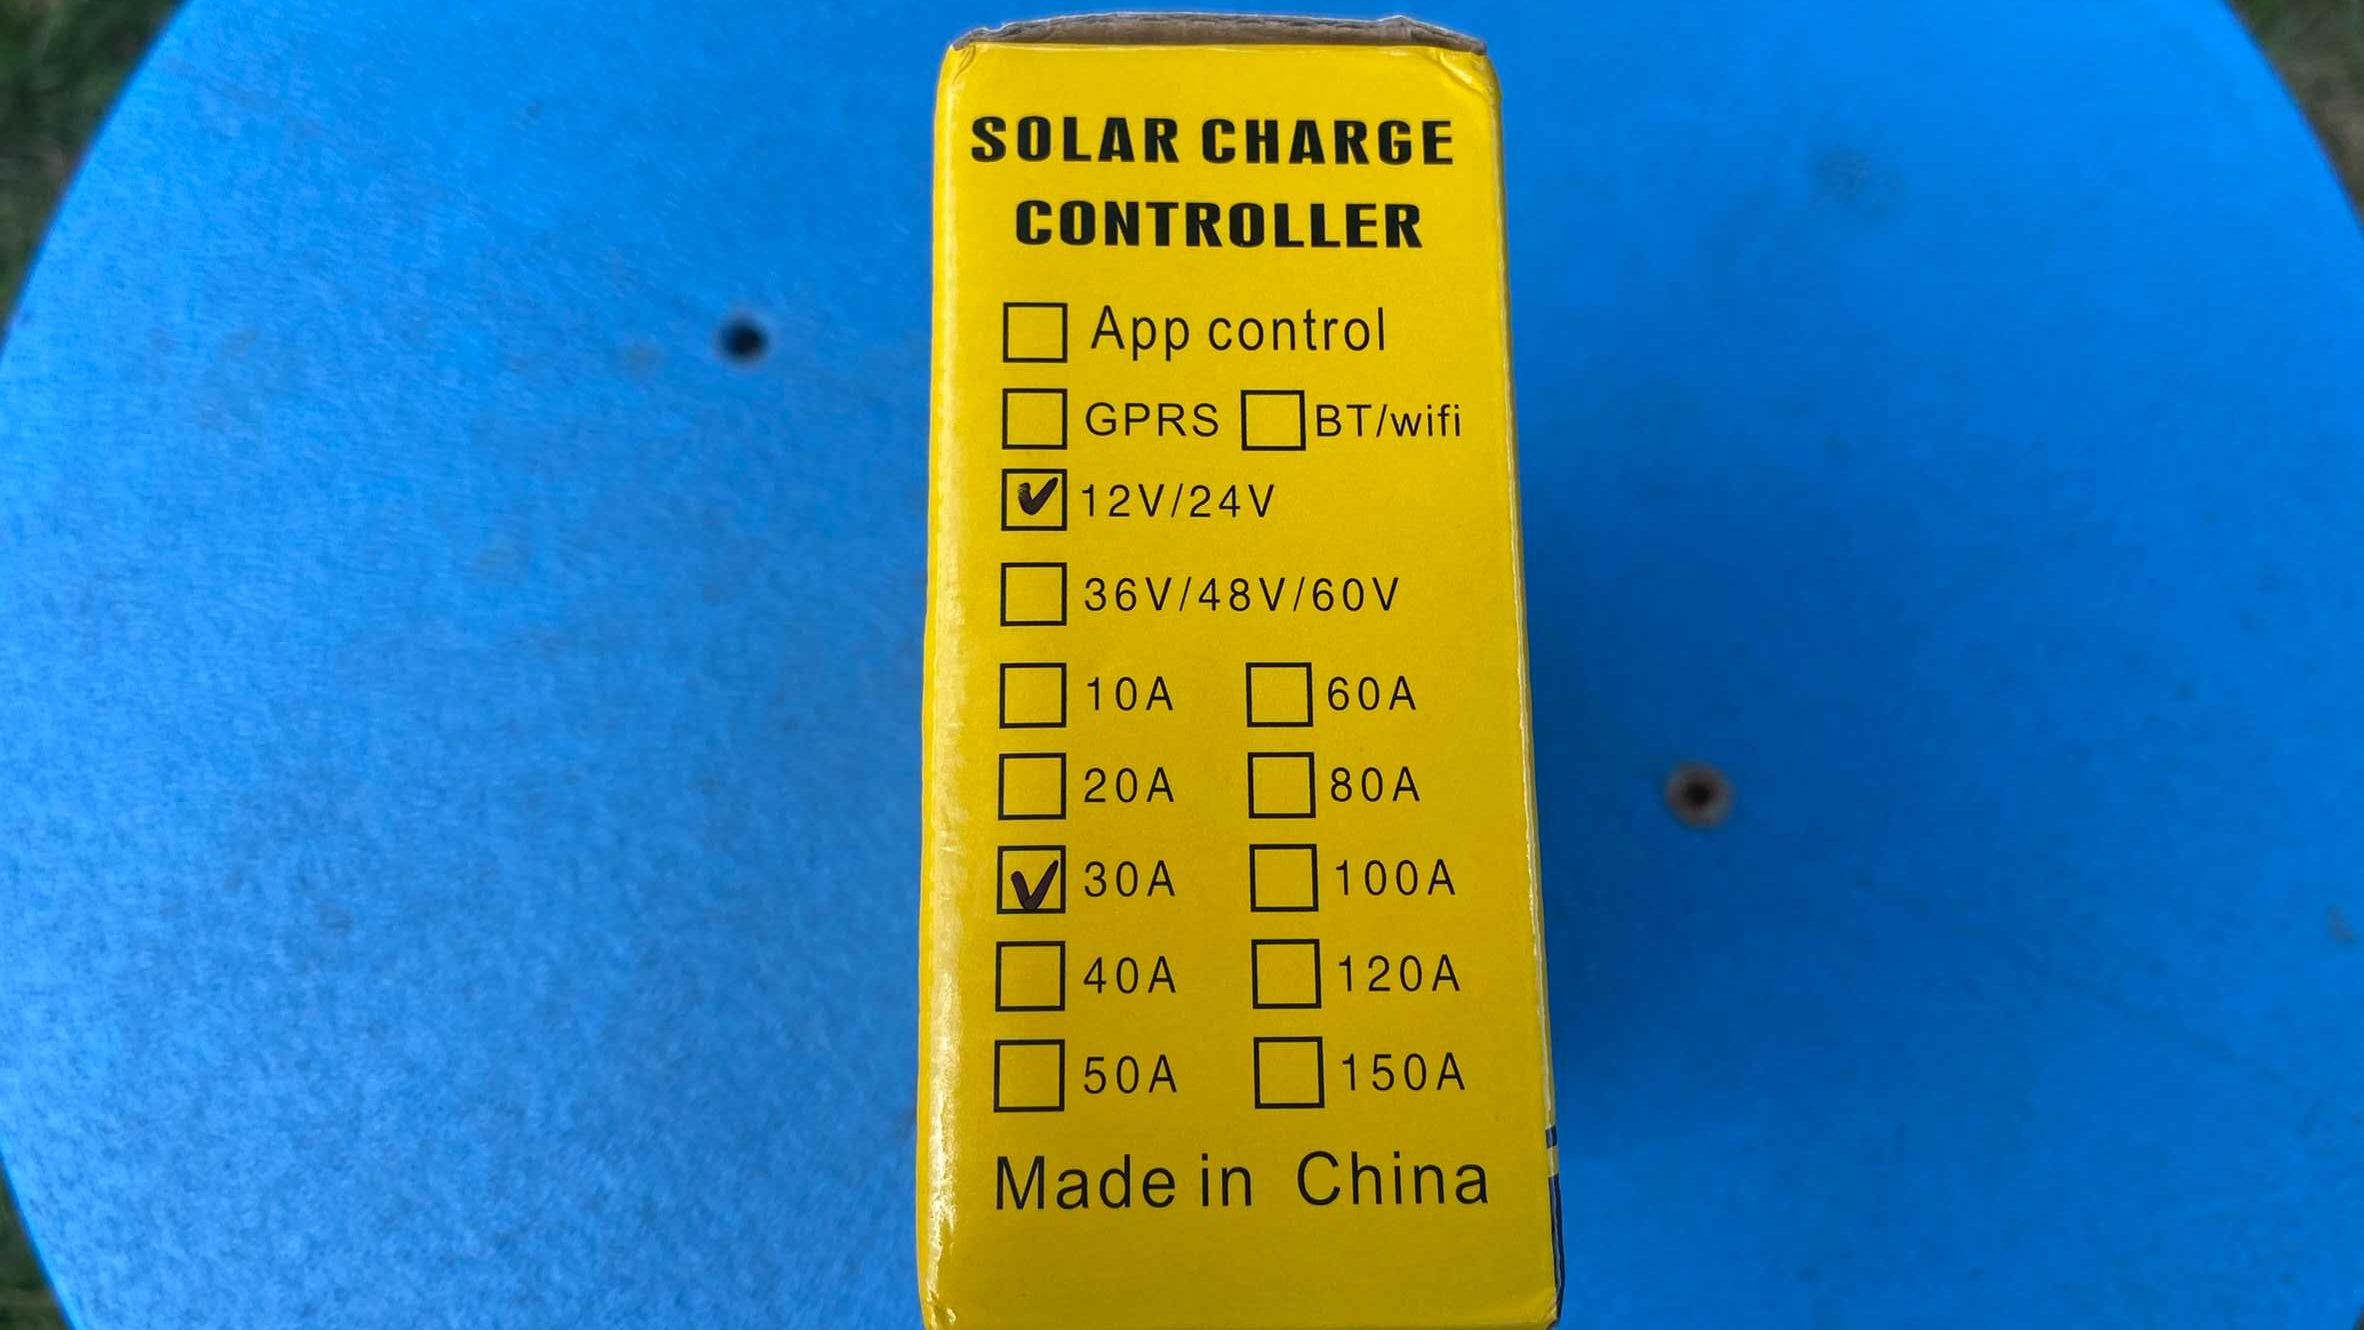 SOLAR CHARGE
CONTROLLER
App control
GPRS BT/wifi
12V/24V
36V/48V/60V
10A 60A
20A 80A
30A 100A
40A 120A
50A 150A
Made in China